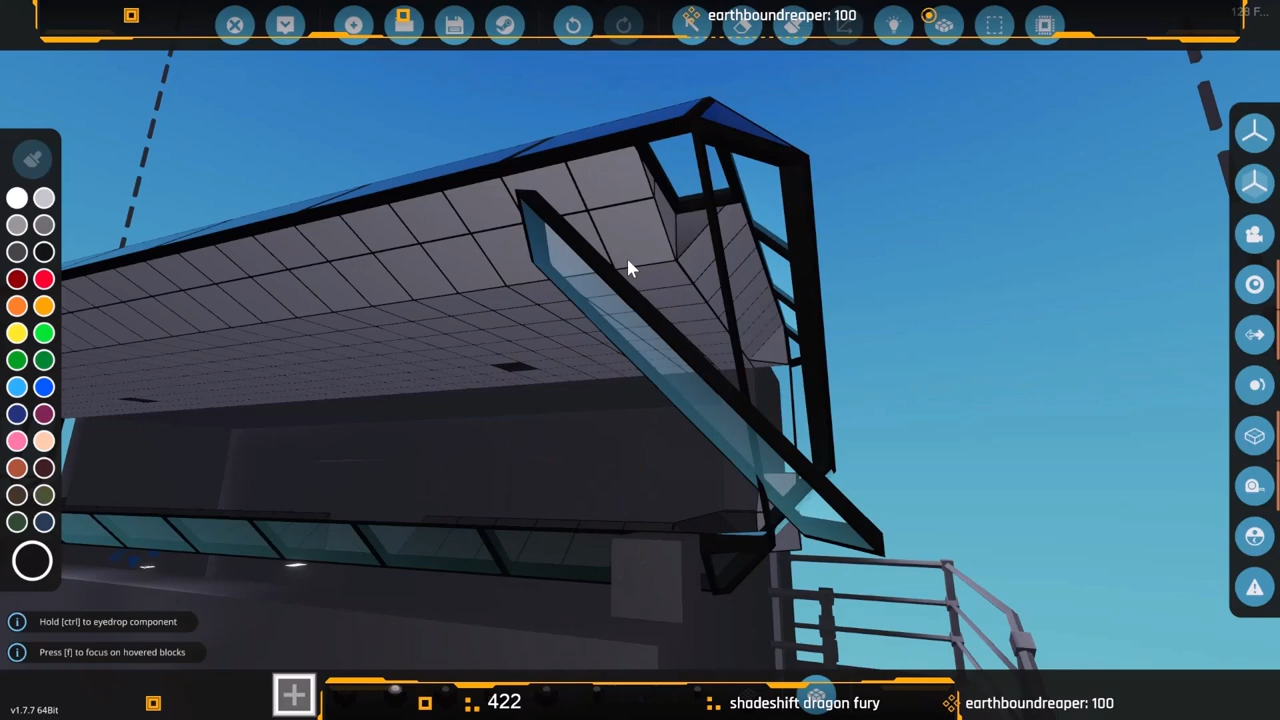 earthboundreaper: 100
Hold [ctrl] to eyedrop component
Press [f] to focus on hovered blocks
v1.7.7 64Bit
422
shadeshift dragon fury
earthboundreaper: 100